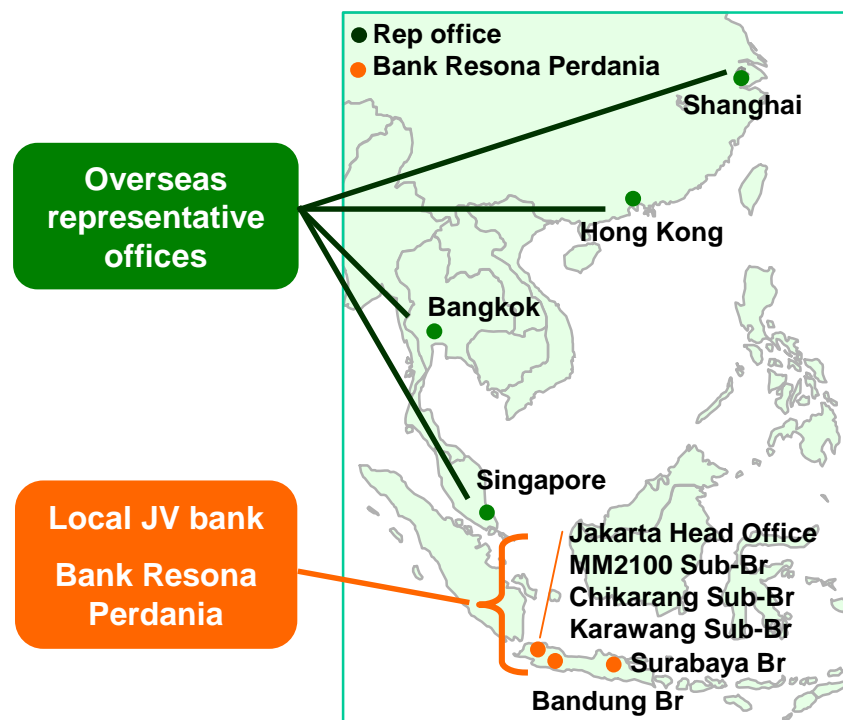 Rep office
Bank Resona Perdania
Shanghai
Overseas
representative
offices
Hong Kong
Bangkok
Singapore
Local JV bank
Bank Resona
Perdania
Jakarta Head Office
MM2100 Sub-Br
Chikarang Sub-Br
Karawang Sub-Br
Surabaya Br
Bandung Br